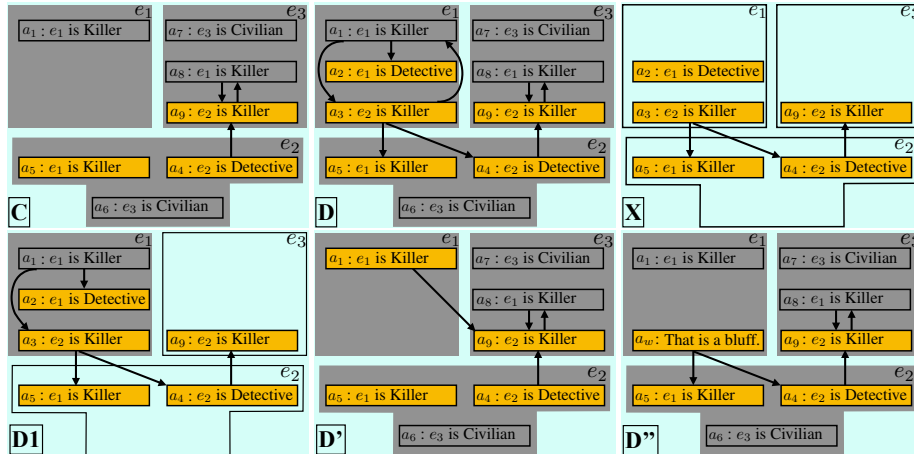 e₁
e₃
a₁ : e₁ is Killer
a₇ : e₃ is Civilian
a₈ : e₁ is Killer
a₉ : e₂ is Killer
e₂
a₅ : e₁ is Killer
a₄ : e₂ is Detective
a₆ : e₃ is Civilian
C
e₁
e₃
a₁ : e₁ is Killer
a₇ : e₃ is Civilian
a₂ : e₁ is Detective
a₈ : e₁ is Killer
a₃ : e₂ is Killer
a₉ : e₂ is Killer
e₂
a₅ : e₁ is Killer
a₄ : e₂ is Detective
a₆ : e₃ is Civilian
D
e₁
e₃
a₂ : e₁ is Detective
a₃ : e₂ is Killer
a₉ : e₂ is Killer
e₂
a₅ : e₁ is Killer
a₄ : e₂ is Detective
X
e₁
e₃
a₁ : e₁ is Killer
a₂ : e₁ is Detective
a₃ : e₂ is Killer
a₉ : e₂ is Killer
e₂
a₅ : e₁ is Killer
a₄ : e₂ is Detective
D1
e₁
e₃
a₁ : e₁ is Killer
a₇ : e₃ is Civilian
a₈ : e₁ is Killer
a₉ : e₂ is Killer
e₂
a₅ : e₁ is Killer
a₄ : e₂ is Detective
a₆ : e₃ is Civilian
D'
e₁
e₃
a₁ : e₁ is Killer
a₇ : e₃ is Civilian
a₈ : e₁ is Killer
a_w : That is a bluff.
a₉ : e₂ is Killer
e₂
a₅ : e₁ is Killer
a₄ : e₂ is Detective
a₆ : e₃ is Civilian
D''